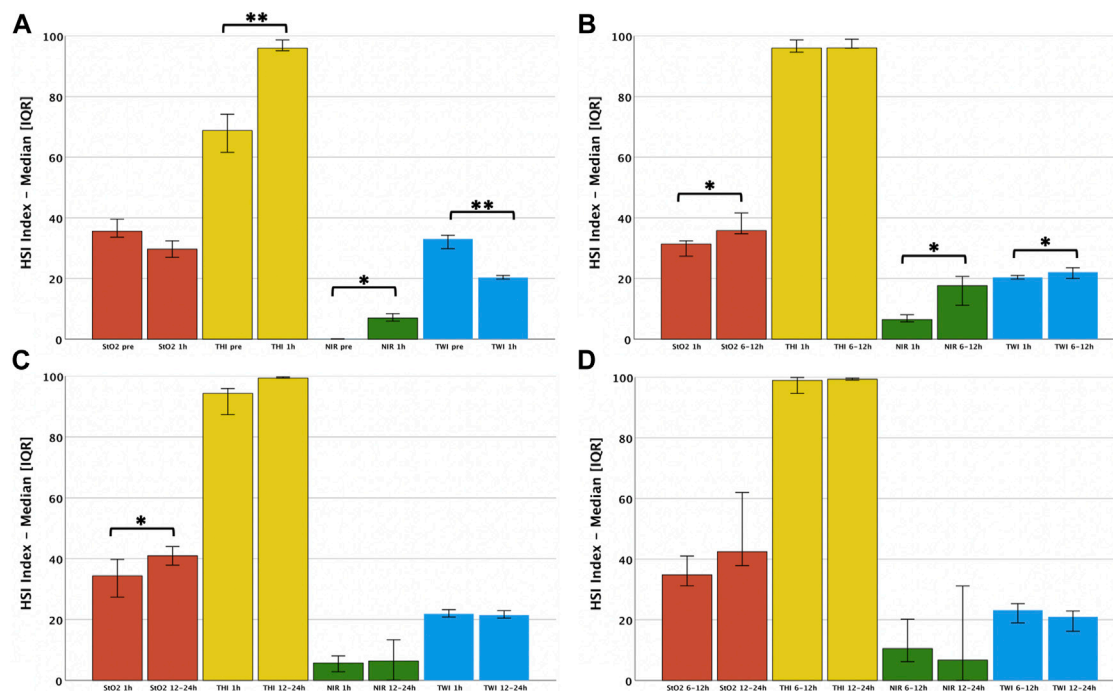 A
**
**
*
HSI Index - Median [IQR]
100
80
60
40
20
0
StO2 pre StO2 1h THI pre THI 1h NIR pre NIR 1h TWI pre TWI 1h
B
*
*
*
HSI Index - Median [IQR]
100
80
60
40
20
0
StO2 1h StO2 6-12h THI 1h THI 6-12h NIR 1h NIR 6-12h TWI 1h TWI 6-12h
C
*
HSI Index - Median [IQR]
100
80
60
40
20
0
StO2 1h StO2 12-24h THI 1h THI 12-24h NIR 1h NIR 12-24h TWI 1h TWI 12-24h
D
HSI Index - Median [IQR]
100
80
60
40
20
0
StO2 6-12h StO2 12-24h THI 6-12h THI 12-24h NIR 6-12h NIR 12-24h TWI 6-12h TWI 12-24h